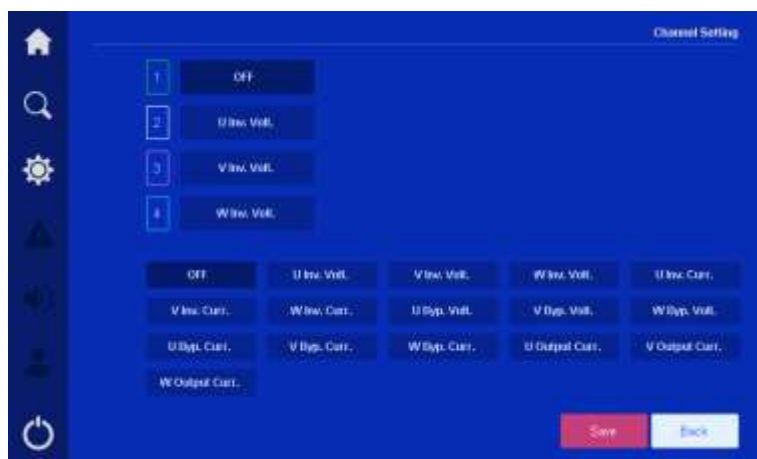 Channel Setting
1 OFF
2 U Inv. Volt.
3 V Inv. Volt.
4 W Inv. Volt.
OFF U Inv. Volt. V Inv. Volt. W Inv. Volt. U Inv. Curr.
V Inv. Curr. W Inv. Curr. U Byp. Volt. V Byp. Volt. W Byp. Volt.
U Byp. Curr. V Byp. Curr. W Byp. Curr. U Output Curr. V Output Curr.
W Output Curr.
Save Back